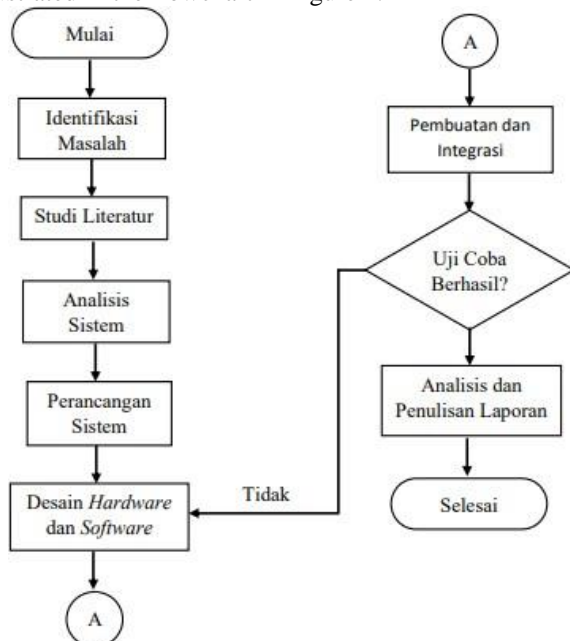 Mulai
Identifikasi
Masalah
Studi Literatur
Analisis
Sistem
Perancangan
Sistem
Desain Hardware
dan Software
A
Tidak
A
Pembuatan dan
Integrasi
Uji Coba
Berhasil?
Analisis dan
Penulisan Laporan
Selesai